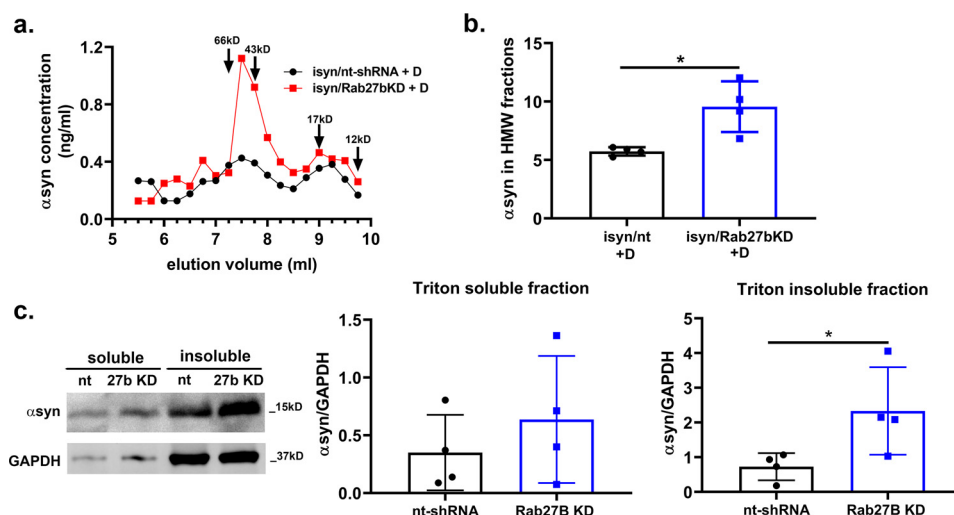 a.
αsyn concentration
(ng/ml)
1.2
0.8
0.4
0.0
66kD
43kD
17kD
12kD
isyn/nt-shRNA + D
isyn/Rab27bKD + D
5 6 7 8 9 10
elution volume (ml)
b.
αsyn in HMW fractions
15
10
5
0
*
isyn/nt
+D
isyn/Rab27bKD
+D
c.
soluble insoluble
nt 27b KD nt 27b KD
αsyn
_15kD
GAPDH
_37kD
Triton soluble fraction
αsyn/GAPDH
1.5
1.0
0.5
0.0
nt-shRNA Rab27B KD
Triton insoluble fraction
αsyn/GAPDH
5
4
3
2
1
0
*
nt-shRNA Rab27B KD